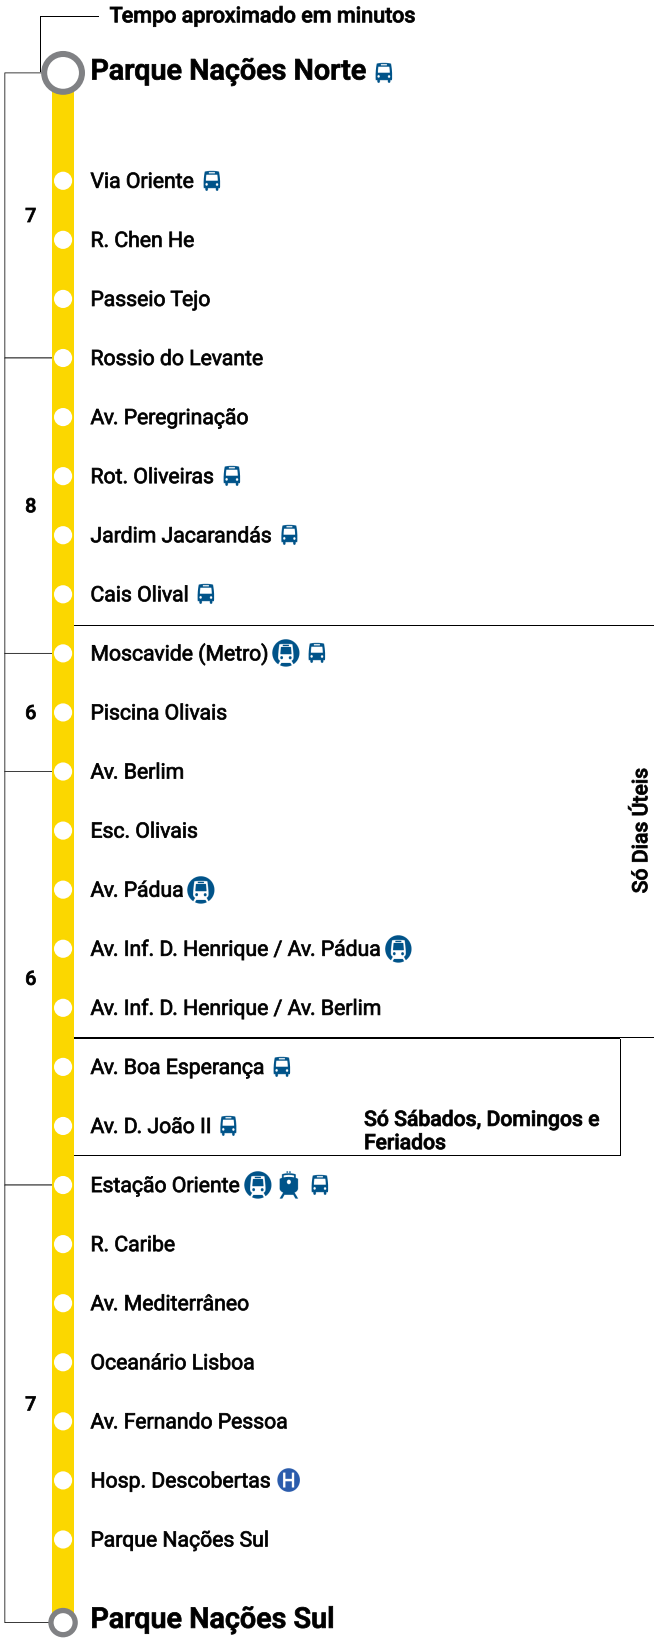 Tempo aproximado em minutos
Parque Nações Norte
Via Oriente
7
R. Chen He
Passeio Tejo
Rossio do Levante
Av. Peregrinação
Rot. Oliveiras
8
Jardim Jacarandás
Cais Olival
Moscavide (Metro)
6
Piscina Olivais
Av. Berlim
Só Dias Úteis
Esc. Olivais
Av. Pádua
Av. Inf. D. Henrique / Av. Pádua
6
Av. Inf. D. Henrique / Av. Berlim
Av. Boa Esperança
Av. D. João II
Só Sábados, Domingos e
Feriados
Estação Oriente
R. Caribe
Av. Mediterrâneo
Oceanário Lisboa
7
Av. Fernando Pessoa
Hosp. Descobertas H
Parque Nações Sul
Parque Nações Sul